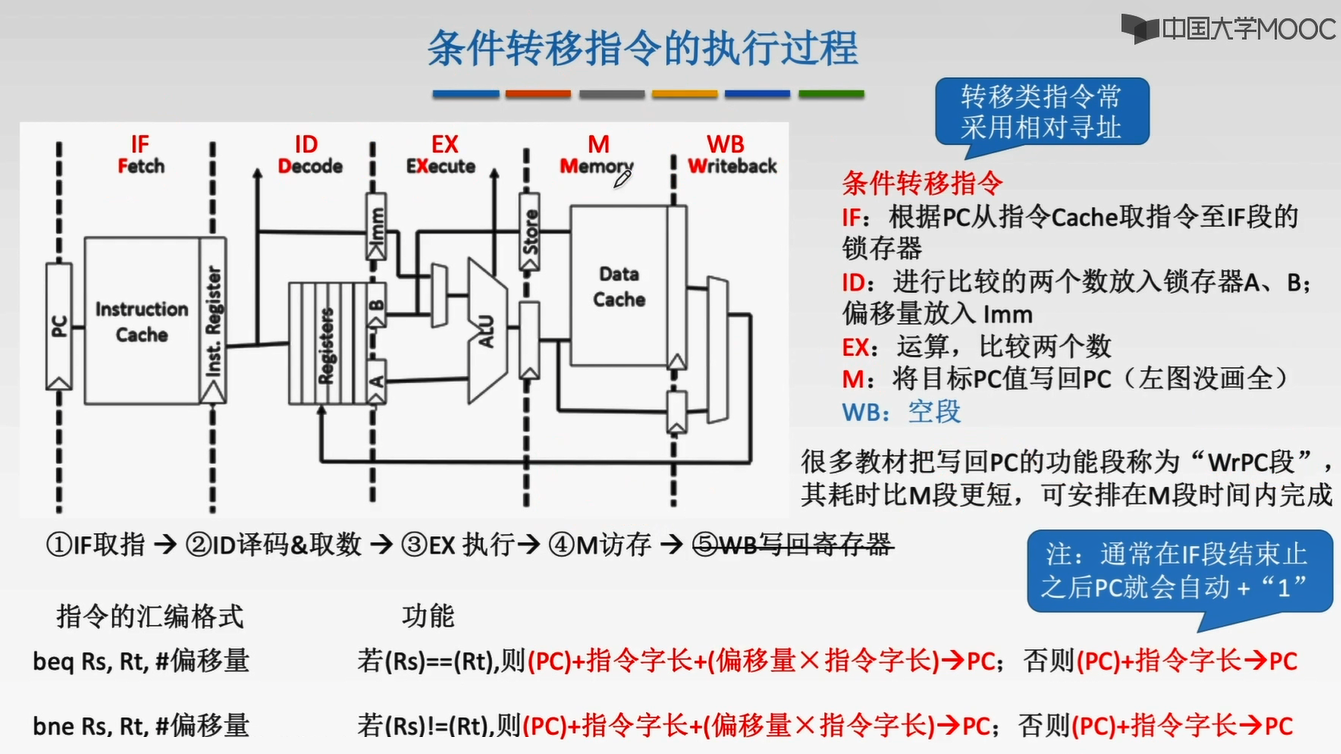 中国大学MOOC
条件转移指令的执行过程
转移类指令常
采用相对寻址
IF
Fetch
ID
Decode
EX
EXecute
M
Memory
WB
Writeback
PC
Instruction
Cache
Inst. Register
Registers
Imm
B
A
ALU
Store
Data
Cache
条件转移指令
IF：根据PC从指令Cache取指令至IF段的
锁存器
ID：进行比较的两个数放入锁存器A、B；
偏移量放入 Imm
EX：运算，比较两个数
M：将目标PC值写回PC（左图没画全）
WB：空段
很多教材把写回PC的功能段称为“WrPC段”，
其耗时比M段更短，可安排在M段时间内完成
①IF取指 → ②ID译码&取数 → ③EX 执行→ ④M访存 → ⑤WB写回寄存器
注：通常在IF段结束止
之后PC就会自动 +“1”
指令的汇编格式 功能
beq Rs, Rt, #偏移量 若(Rs)==(Rt),则(PC)+指令字长+(偏移量×指令字长)→PC；否则(PC)+指令字长→PC
bne Rs, Rt, #偏移量 若(Rs)!=(Rt),则(PC)+指令字长+(偏移量×指令字长)→PC；否则(PC)+指令字长→PC